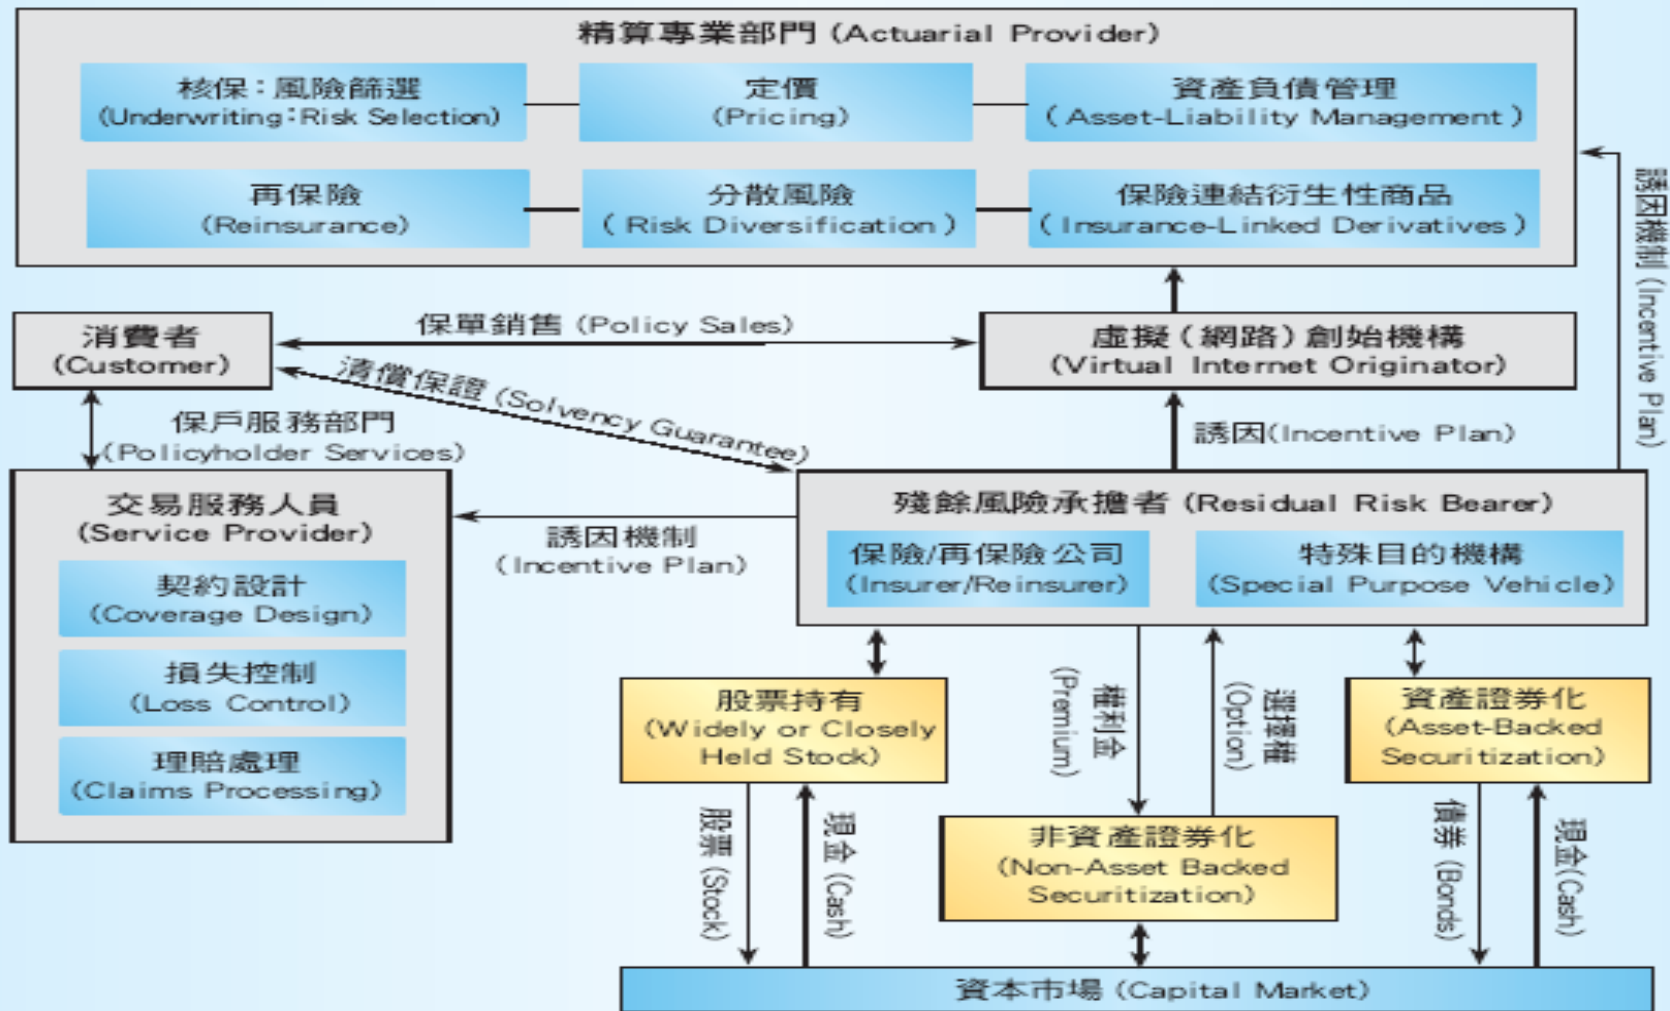 精算專業部門 (Actuarial Provider)
核保：風險篩選
(Underwriting：Risk Selection)
定價
(Pricing)
資產負債管理
( Asset-Liability Management )
再保險
(Reinsurance)
分散風險
( Risk Diversification )
保險連結衍生性商品
( Insurance-Linked Derivatives )
誘因機制 (Incentive Plan)
消費者
(Customer)
保單銷售 (Policy Sales)
虛擬 ( 網路 ) 創始機構
(Virtual Internet Originator)
清償保證 (Solvency Guarantee)
保戶服務部門
(Policyholder Services)
誘因(Incentive Plan)
交易服務人員
(Service Provider)
契約設計
(Coverage Design)
損失控制
(Loss Control)
理賠處理
(Claims Processing)
誘因機制
(Incentive Plan)
殘餘風險承擔者 (Residual Risk Bearer)
保險/再保險公司
(Insurer/Reinsurer)
特殊目的機構
(Special Purpose Vehicle)
股票持有
(Widely or Closely
Held Stock)
權利金
(Premium)
選擇權
(Option)
資產證券化
(Asset-Backed
Securitization)
股票 (Stock)
現金 (Cash)
非資產證券化
(Non-Asset Backed
Securitization)
債券 (Bonds)
現金(Cash)
資本市場 (Capital Market)